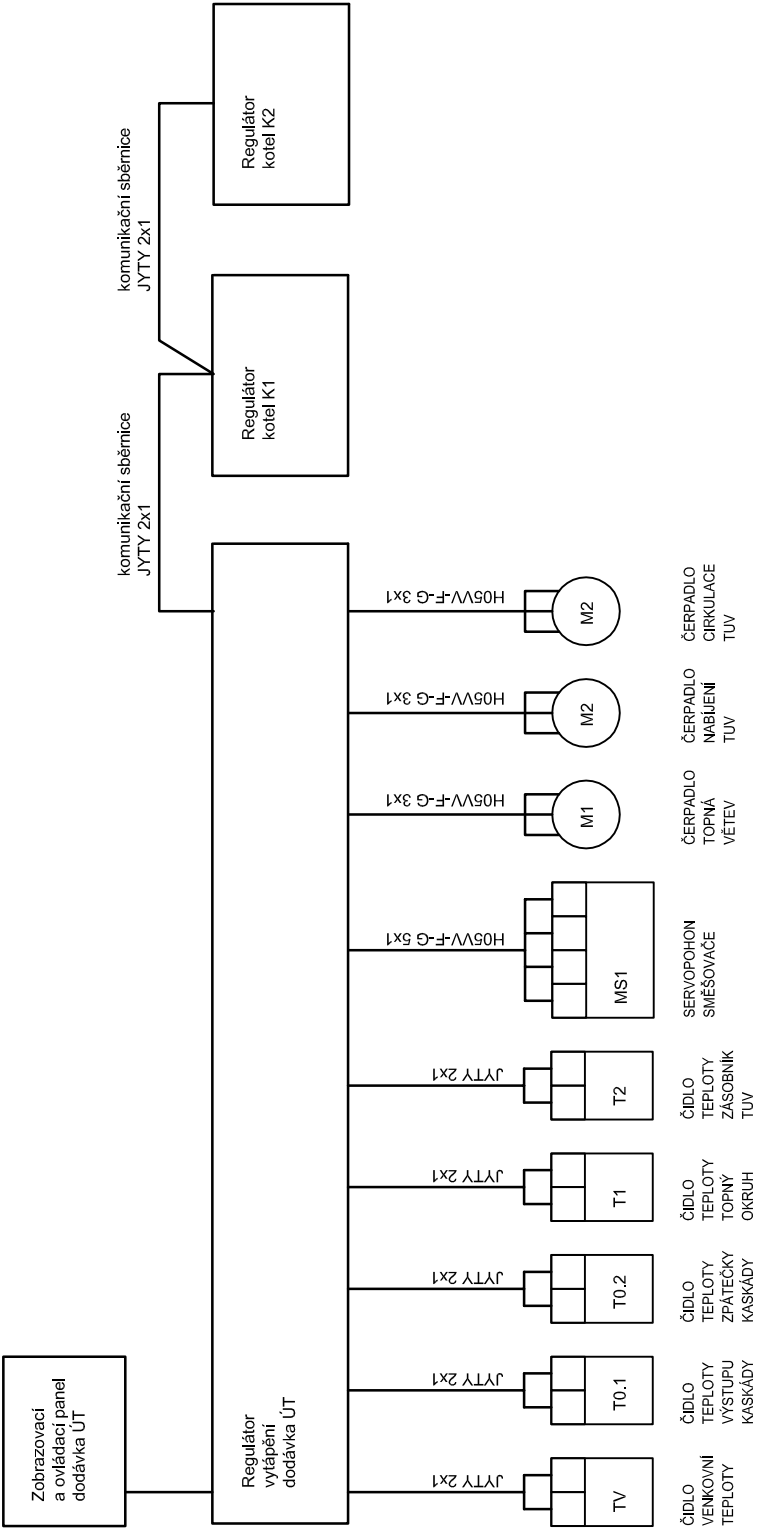 Zobrazovací
a ovládací panel
dodávka ÚT
Regulátor
vytápění
dodávka ÚT
komunikační sběrnice
JYTY 2x1
Regulátor
kotel K1
komunikační sběrnice
JYTY 2x1
Regulátor
kotel K2
JYTY 2x1
JYTY 2x1
JYTY 2x1
JYTY 2x1
JYTY 2x1
H05VV-F-G 5x1
H05VV-F-G 3x1
H05VV-F-G 3x1
H05VV-F-G 3x1
TV
T0.1
T0.2
T1
T2
MS1
M1
M2
M2
ČIDLO
VENKOVNÍ
TEPLOTY
ČIDLO
TEPLOTY
VÝSTUPU
KASKÁDY
ČIDLO
TEPLOTY
ZPÁTEČKY
KASKÁDY
ČIDLO
TEPLOTY
TOPNÝ
OKRUH
ČIDLO
TEPLOTY
ZÁSOBNÍK
TUV
SERVOPOHON
SMĚŠOVAČE
ČERPADLO
TOPNÁ
VĚTEV
ČERPADLO
NABÍJENÍ
TUV
ČERPADLO
CIRKULACE
TUV